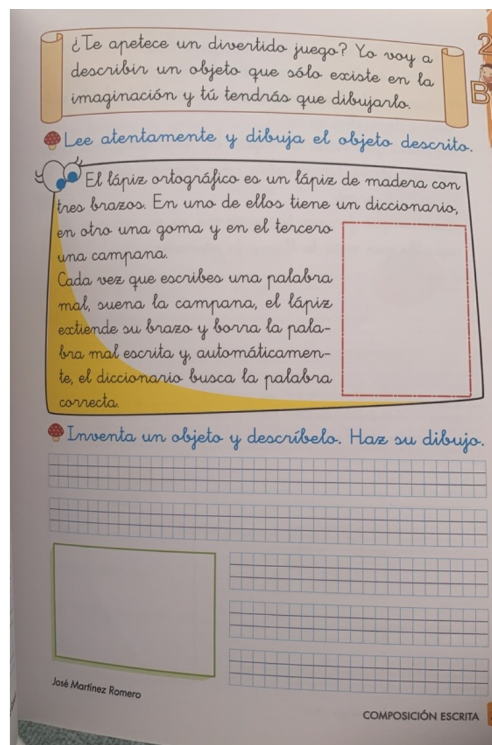 ¿Te apetece un divertido juego? Yo voy a
describir un objeto que sólo existe en la
imaginación y tú tendrás que dibujarlo.
2
B
Lee atentamente y dibuja el objeto descrito.
El lápiz ortográfico es un lápiz de madera con
tres brazos. En uno de ellos tiene un diccionario,
en otro una goma y en el tercero
una campana.
Cada vez que escribes una palabra
mal, suena la campana, el lápiz
extiende su brazo y borra la pala-
bra mal escrita y, automáticamen-
te, el diccionario busca la palabra
correcta.
Inventa un objeto y descríbelo. Haz su dibujo.
José Martínez Romero
COMPOSICIÓN ESCRITA